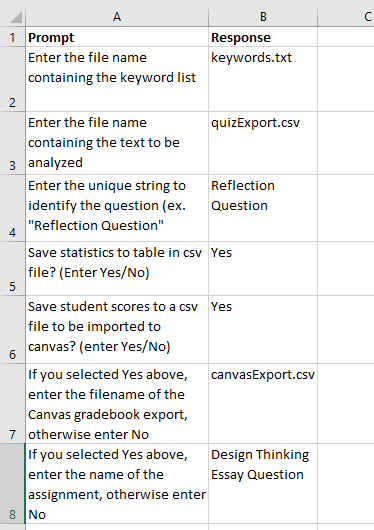 A B C
1 Prompt Response
Enter the file name keywords.txt
containing the keyword list
2
Enter the file name quizExport.csv
containing the text to be
3 analyzed
Enter the unique string to Reflection
identify the question (ex. Question
4 "Reflection Question"
Save statistics to table in csv Yes
5 file? (Enter Yes/No)
Save student scores to a csv Yes
file to be imported to
6 canvas? (enter Yes/No)
If you selected Yes above, canvasExport.csv
enter the filename of the
Canvas gradebook export,
7 otherwise enter No
If you selected Yes above, Design Thinking
enter the name of the Essay Question
assignment, otherwise enter
8 No